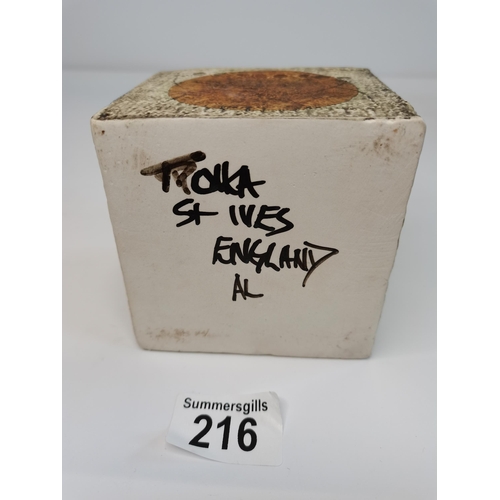 TROIKA
St IVES
ENGLAND
AL
Summersgills
216